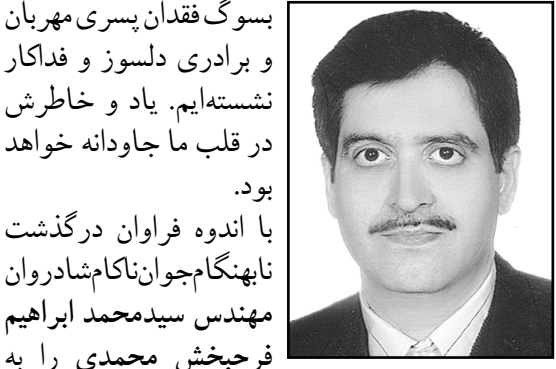 بسوگ فقدان پسری مهربان
و برادری دلسوز و فداکار
نشسته‌ایم. یاد و خاطرش
در قلب ما جاودانه خواهد
بود.
با اندوه فراوان درگذشت
نابهنگام‌جوان‌ناکام‌شادروان
مهندس سیدمحمد ابراهیم
فرحبخش محمدی را به